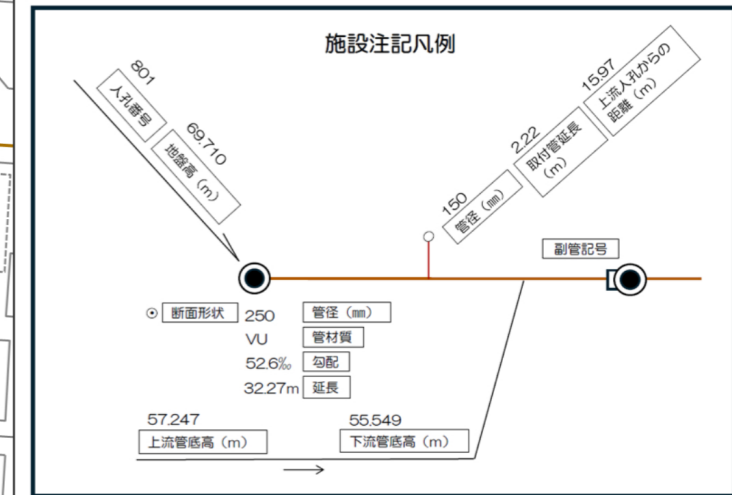 施設注記凡例
801
人孔番号
69.710
地盤高（m）
150
管径（㎜）
2.22
取付管延長
（m）
15.97
上流人孔からの
距離（m）
副管記号
断面形状
250 管径（㎜）
VU 管材質
52.6‰ 勾配
32.27m 延長
57.247
上流管底高（m）
55.549
下流管底高（m）